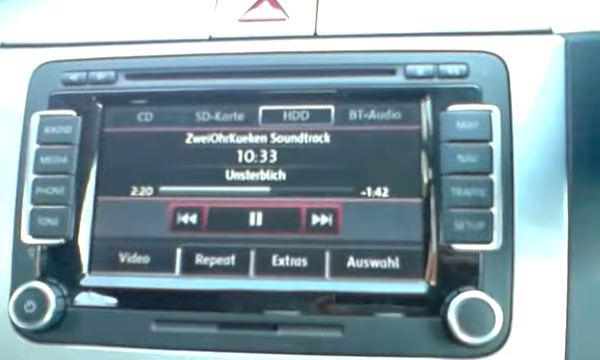 CD SD-Karte HDD BT-Audio
ZweiOhrKueken Soundtrack
RADIO
10:33
MAP
MEDIA
Unsterblich
NAV
PHONE
2:20 -1:42
TRAFFIC
TONE
SETUP
Video Repeat Extras Auswahl